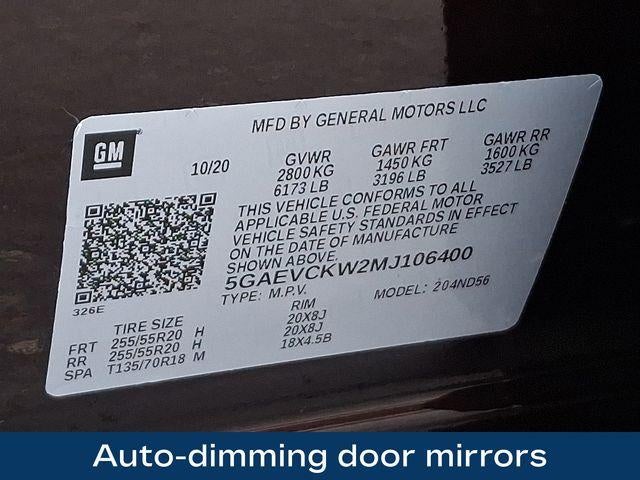 MFD BY GENERAL MOTORS LLC
GM
10/20
GVWR GAWR FRT GAWR RR
2800 KG 1450 KG 1600 KG
6173 LB 3196 LB 3527 LB
THIS VEHICLE CONFORMS TO ALL
APPLICABLE U.S. FEDERAL MOTOR
VEHICLE SAFETY STANDARDS IN EFFECT
ON THE DATE OF MANUFACTURE
SHOWN ABOVE.
5GAEVCKW2MJ106400
TYPE: M.P.V. MODEL: 204ND56
326E
TIRE SIZE RIM
FRT 255/55R20 H 20X8J
RR 255/55R20 H 20X8J
SPA T135/70R18 M 18X4.5B
Auto-dimming door mirrors